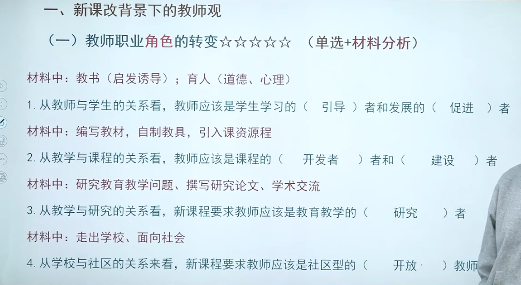 一、新课改背景下的教师观
（一）教师职业角色的转变☆☆☆☆☆ （单选+材料分析）
材料中：教书（启发诱导）；育人（道德、心理）
1. 从教师与学生的关系看，教师应该是学生学习的（ 引导 ）者和发展的（ 促进 ）者
材料中：编写教材，自制教具，引入课资源程
2. 从教学与课程的关系看，教师应该是课程的（ 开发者 ）者和（ 建设 ）者
材料中：研究教育教学问题、撰写研究论文、学术交流
3. 从教学与研究的关系看，新课程要求教师应该是教育教学的（ 研究 ）者
材料中：走出学校、面向社会
4. 从学校与社区的关系来看，新课程要求教师应该是社区型的（ 开放 ）教师